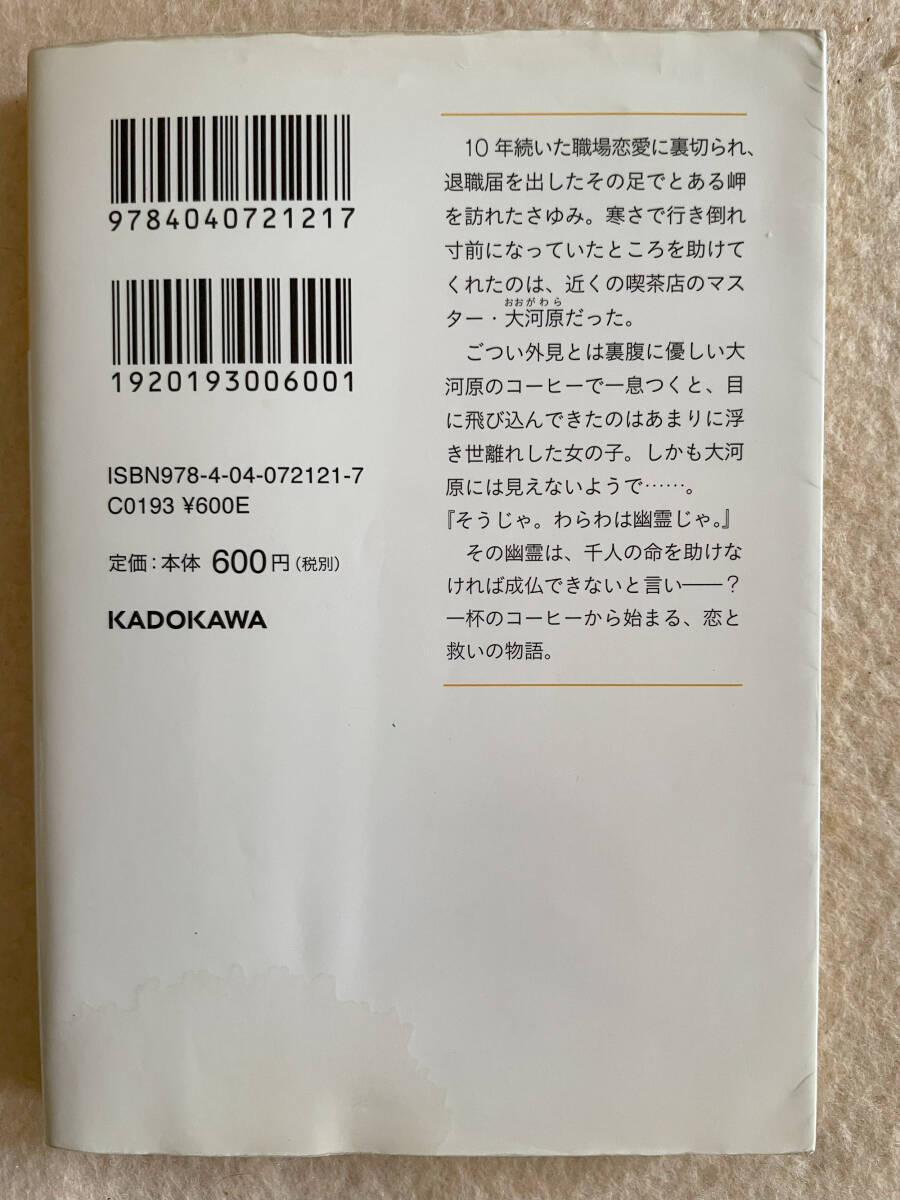 9784040721217
1920193006001
ISBN978-4-04-072121-7
C0193 ¥600E
定価：本体 600円（税別）
KADOKAWA
10年続いた職場恋愛に裏切られ、
退職届を出したその足でとある岬
を訪れたさゆみ。寒さで行き倒れ
寸前になっていたところを助けて
くれたのは、近くの喫茶店のマス
おおがわら
ター・大河原だった。
ごつい外見とは裏腹に優しい大
河原のコーヒーで一息つくと、目
に飛び込んできたのはあまりに浮
き世離れした女の子。しかも大河
原には見えないようで……。
『そうじゃ。わらわは幽霊じゃ。』
その幽霊は、千人の命を助けな
ければ成仏できないと言い――？
一杯のコーヒーから始まる、恋と
救いの物語。